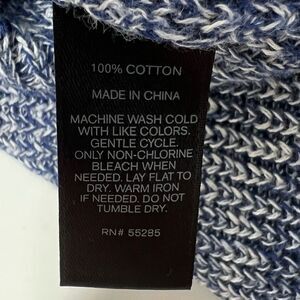 100% COTTON
MADE IN CHINA
MACHINE WASH COLD
WITH LIKE COLORS.
GENTLE CYCLE.
ONLY NON-CHLORINE
BLEACH WHEN
NEEDED. LAY FLAT TO
DRY. WARM IRON
IF NEEDED. DO NOT
TUMBLE DRY.
RN# 55285